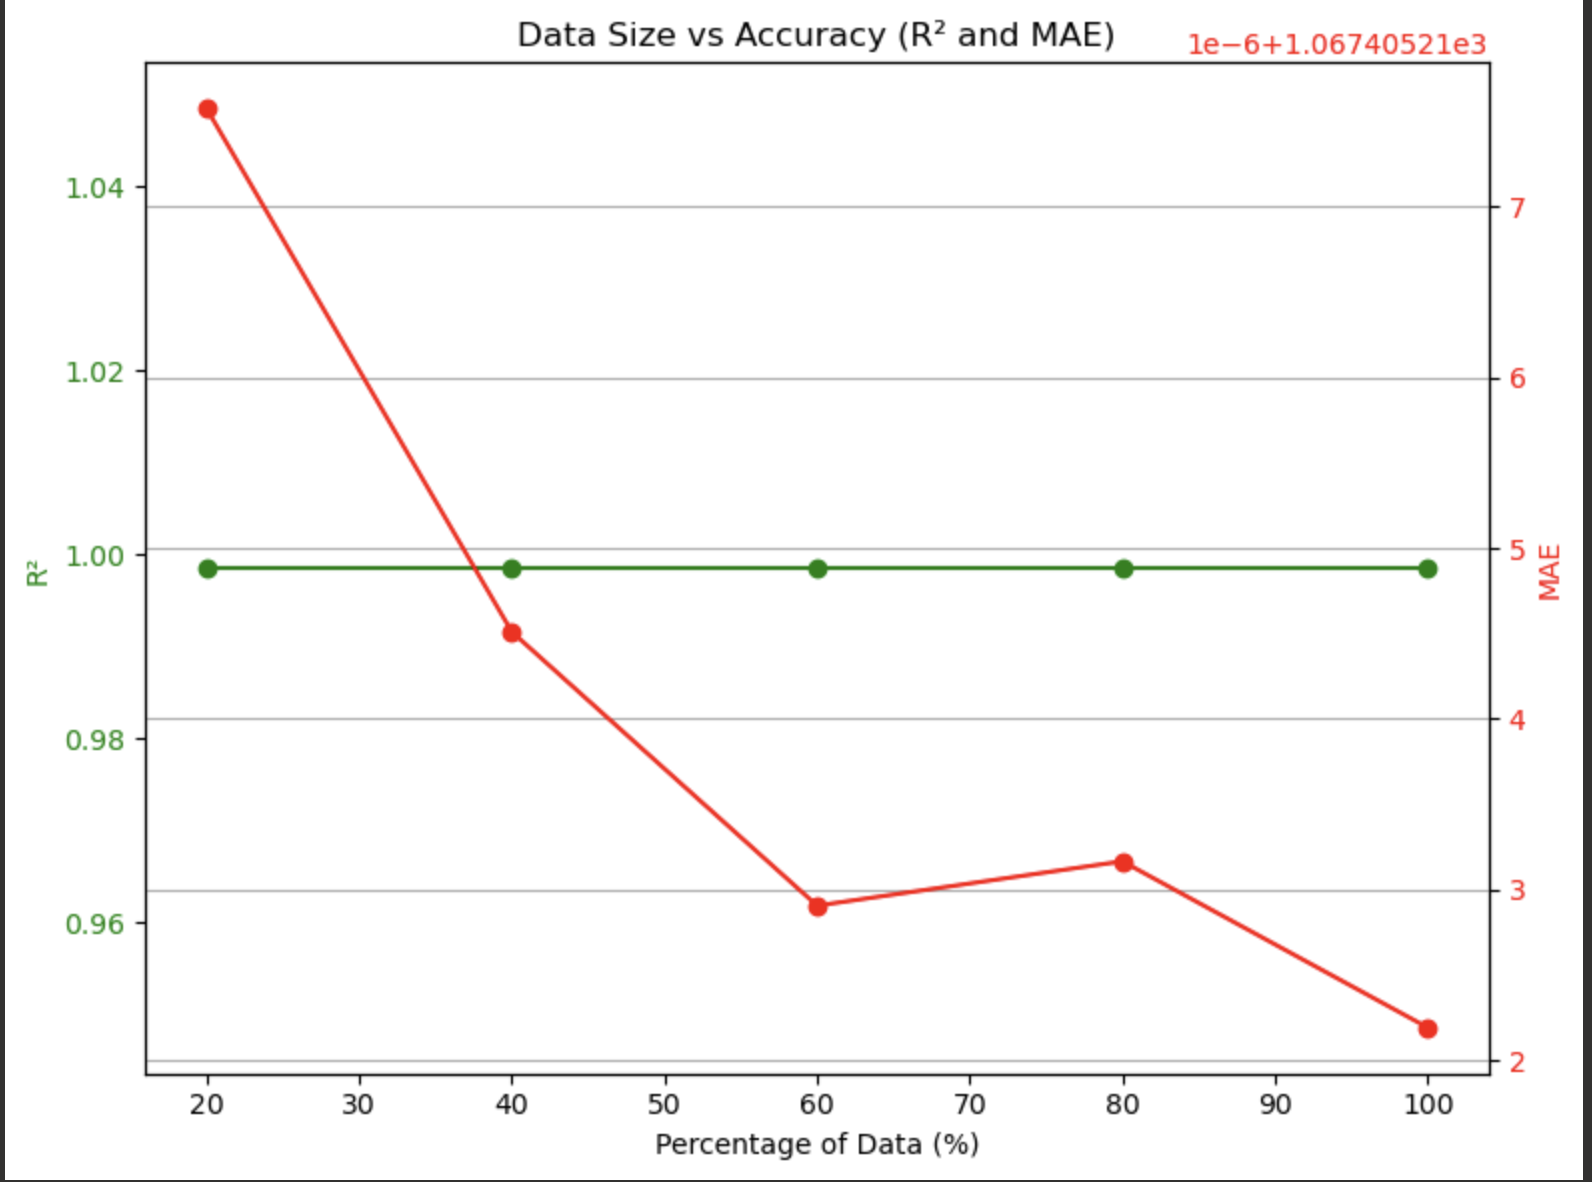 Data Size vs Accuracy (R² and MAE)
1e−6+1.06740521e3
1.04
1.02
1.00
0.98
0.96
R²
7
6
5
4
3
2
MAE
20 30 40 50 60 70 80 90 100
Percentage of Data (%)